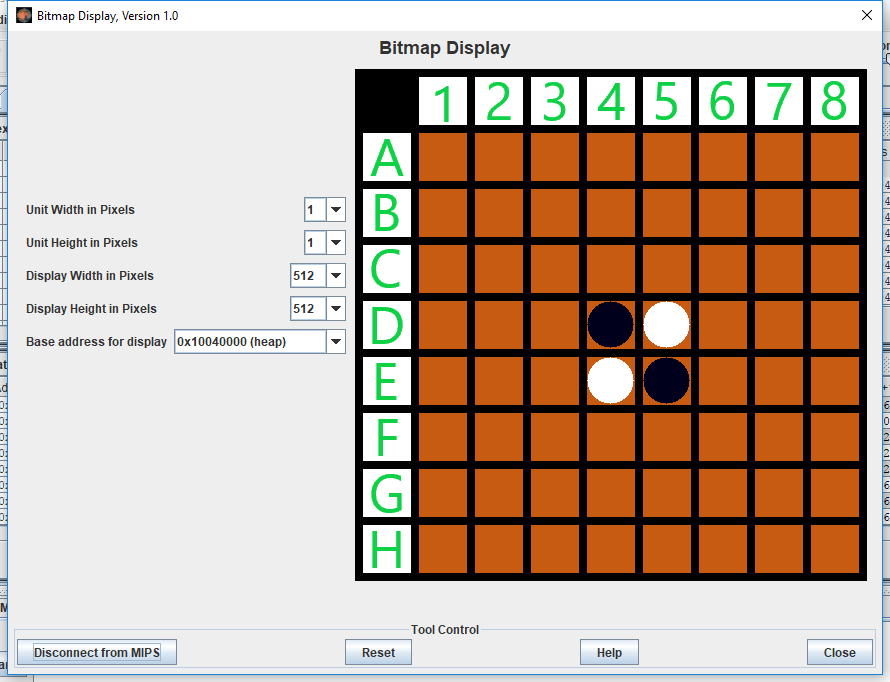 Bitmap Display, Version 1.0
Bitmap Display
1 2 3 4 5 6 7 8
A
B
C
D
E
F
G
H
Unit Width in Pixels 1
Unit Height in Pixels 1
Display Width in Pixels 512
Display Height in Pixels 512
Base address for display 0x10040000 (heap)
Tool Control
Disconnect from MIPS Reset Help Close